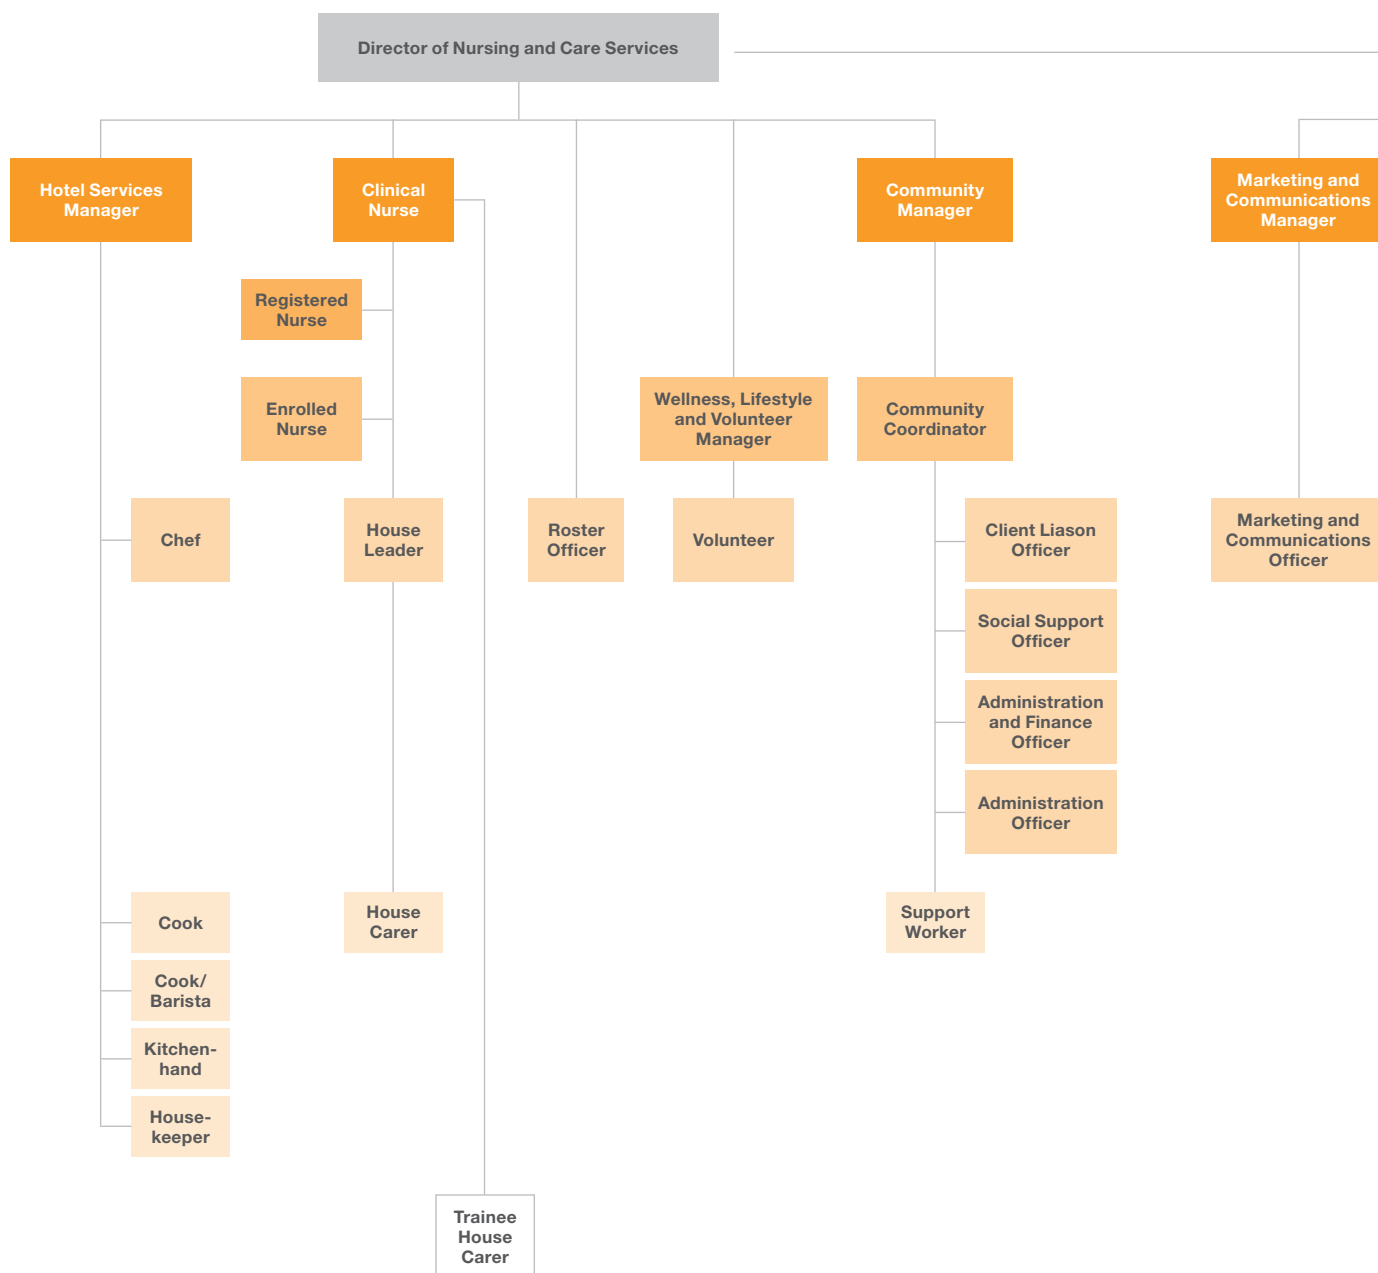 Director of Nursing and Care Services
Hotel Services
Manager
Clinical
Nurse
Community
Manager
Marketing and
Communications
Manager
Registered
Nurse
Enrolled
Nurse
Wellness, Lifestyle
and Volunteer
Manager
Community
Coordinator
Chef
House
Leader
Roster
Officer
Volunteer
Client Liason
Officer
Marketing and
Communications
Officer
Social Support
Officer
Administration
and Finance
Officer
Administration
Officer
Cook
House
Carer
Support
Worker
Cook/
Barista
Kitchen-
hand
House-
keeper
Trainee
House
Carer